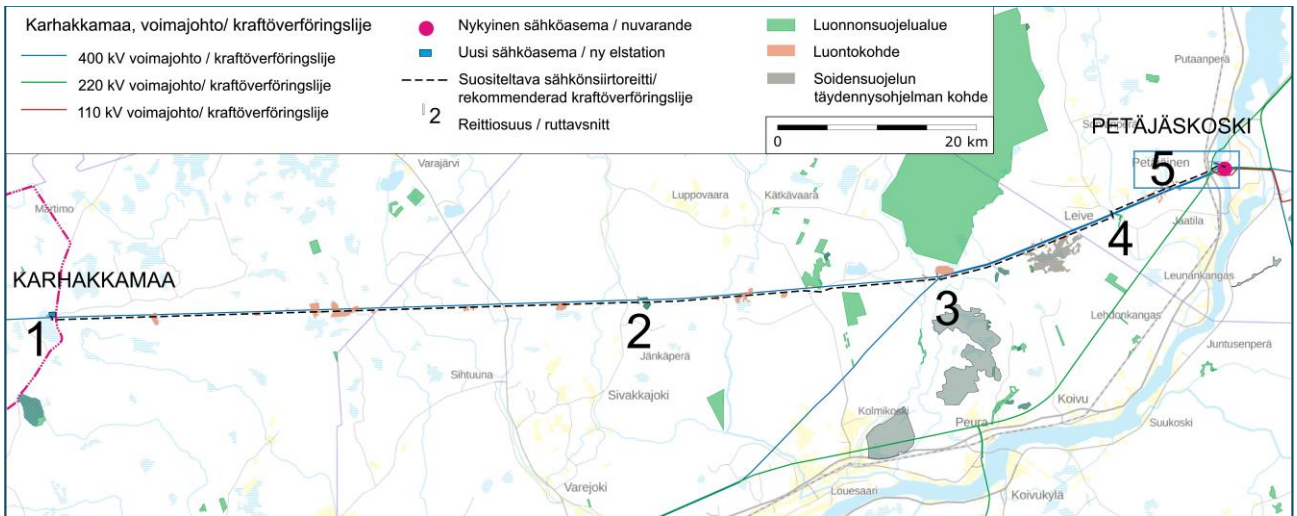 Karhakkamaa, voimajohto/ kraftöverföringslije
400 kV voimajohto / kraftöverföringslije
220 kV voimajohto/ kraftöverföringslije
110 kV voimajohto/ kraftöverföringslije
Nykyinen sähköasema / nuvarande
Uusi sähköasema / ny elstation
Suositeltava sähkönsiirtoreitti/
rekommenderad kraftöverföringslije
2
Reittiosuus / ruttavsnitt
Luonnonsuojelualue
Luontokohde
Soidensuojelun
täydennysohjelman kohde
0 20 km
Putaanperä
PETÄJÄSKOSKI
Petäjäinen
5
Varajärvi
Luppovaara
Kätkävaara
Martimo
Leive
Jaatila
4
KARHAKKAMAA
Leunankangas
1
2
3
Lehdonkangas
Jänkäperä
Juntusenperä
Sihtuuna
Sivakkajoki
Koivu
Kolmikoski
Peura
Suukoski
Varejoki
Louesaari
Koivukylä